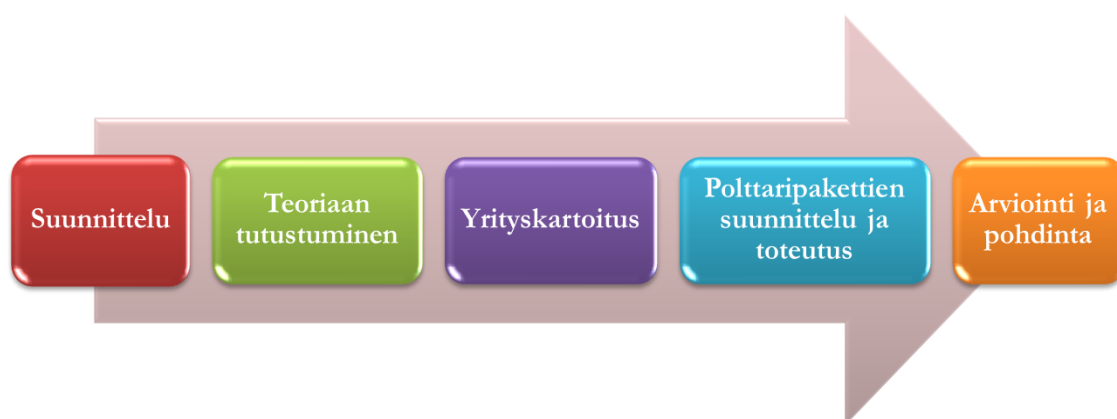 Suunnittelu
Teoriaan
tutustuminen
Yrityskartoitus
Polttaripakettien
suunnittelu ja
toteutus
Arviointi ja
pohdinta